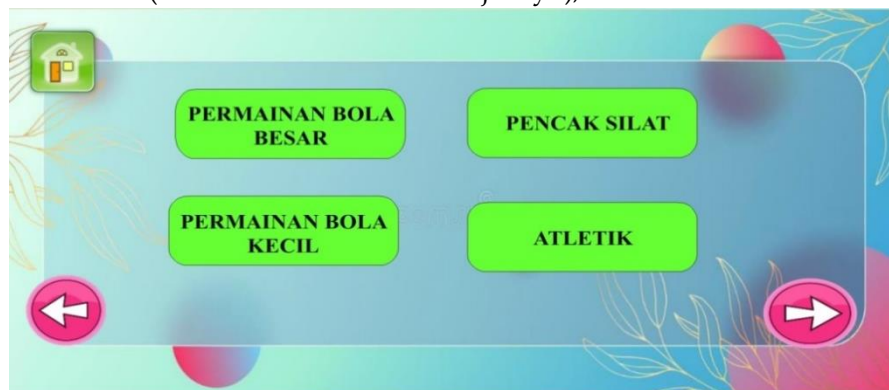 PERMAINAN BOLA
BESAR
PENCAK SILAT
PERMAINAN BOLA
KECIL
ATLETIK